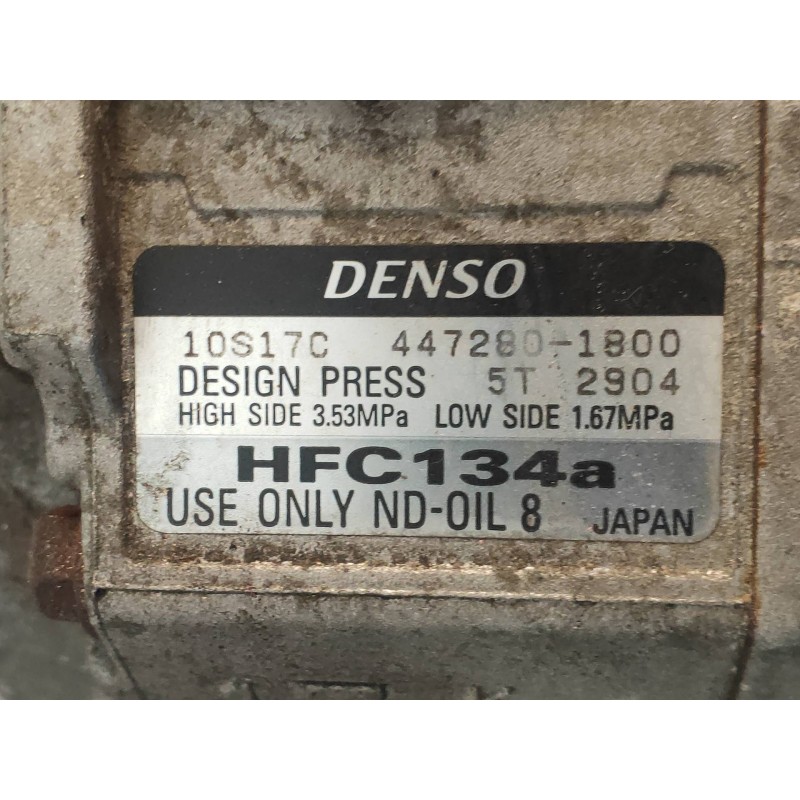 DENSO
10S17C 447280-1800
DESIGN PRESS 5T 2904
HIGH SIDE 3.53MPa LOW SIDE 1.67MPa
HFC134a
USE ONLY ND-OIL 8 JAPAN